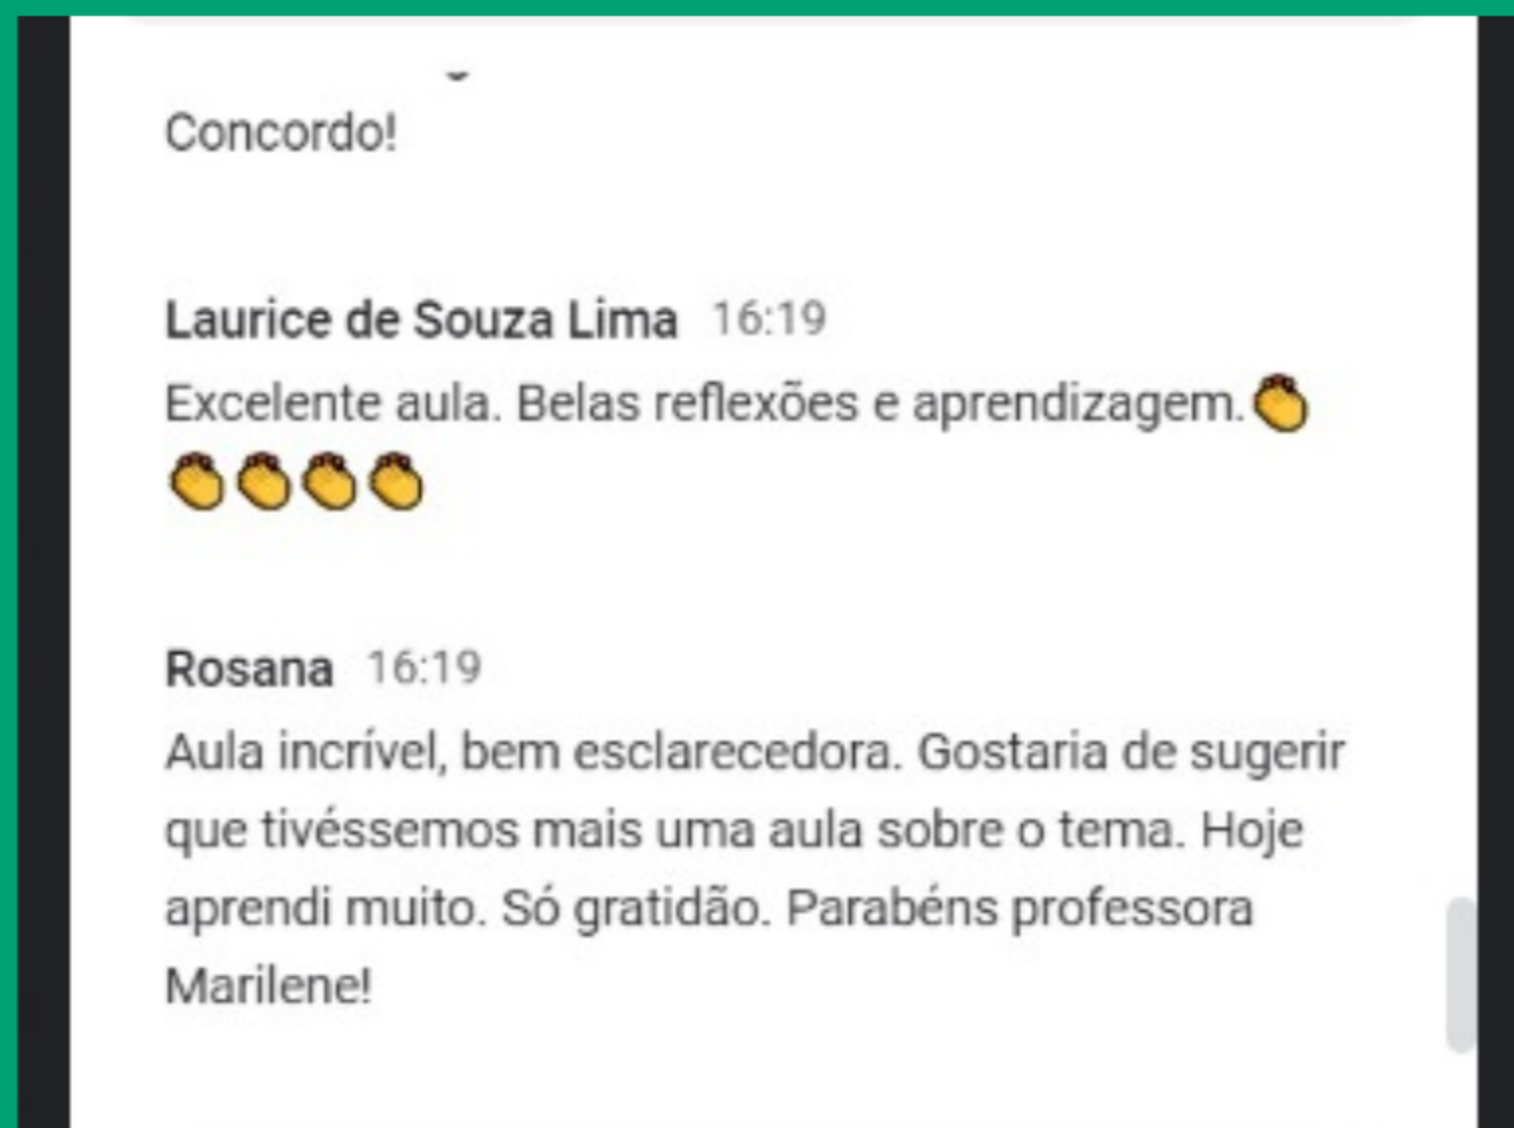 Concordo!
Laurice de Souza Lima 16:19
Excelente aula. Belas reflexões e aprendizagem.👏
👏👏👏👏
Rosana 16:19
Aula incrível, bem esclarecedora. Gostaria de sugerir
que tivéssemos mais uma aula sobre o tema. Hoje
aprendi muito. Só gratidão. Parabéns professora
Marilene!